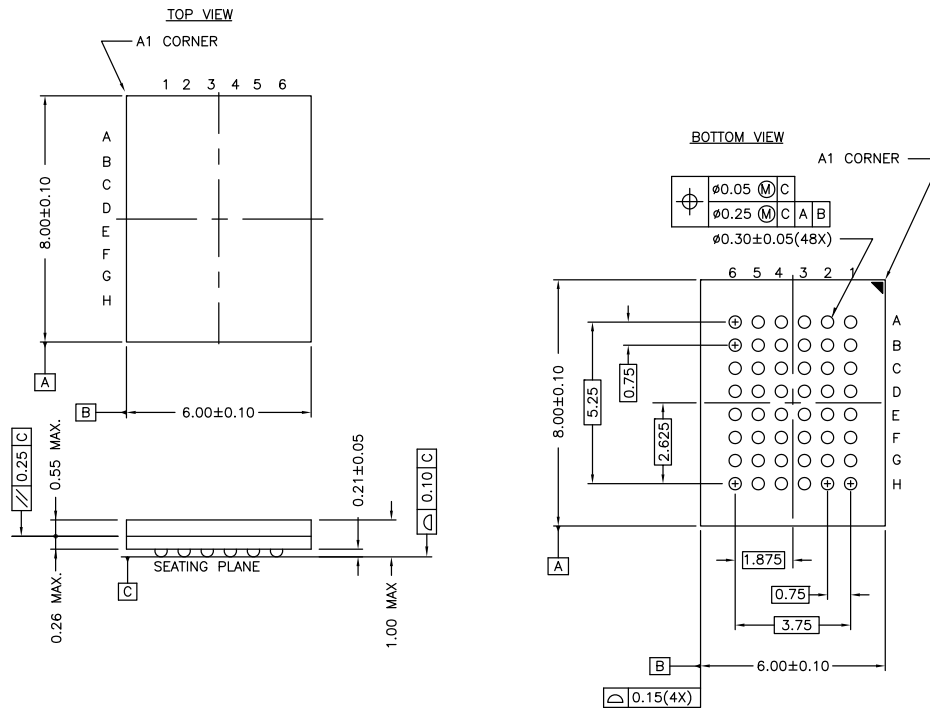 TOP VIEW
A1 CORNER
1 2 3 4 5 6
A
B
C
D
E
F
G
H
8.00±0.10
A
B
6.00±0.10
// 0.25 C
0.55 MAX.
0.26 MAX.
0.21±0.05
0.10 C
1.00 MAX
SEATING PLANE
C
BOTTOM VIEW
A1 CORNER
ø0.05 Ⓜ C
ø0.25 Ⓜ C A B
ø0.30±0.05(48X)
6 5 4 3 2 1
A
B
C
D
E
F
G
H
8.00±0.10
5.25
0.75
2.625
A
1.875
0.75
3.75
B
6.00±0.10
0.15(4X)